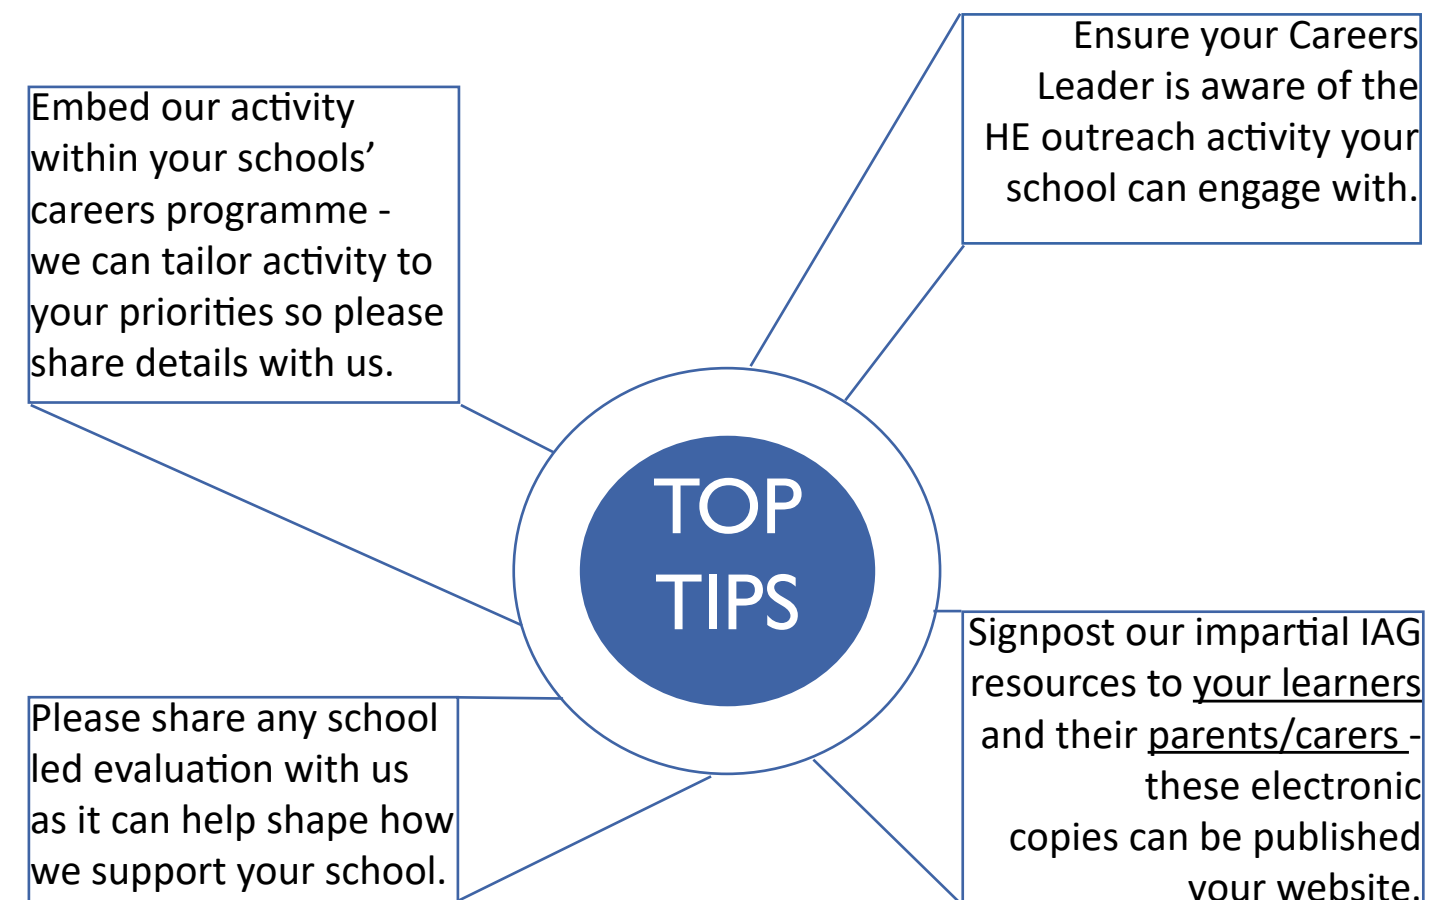 Embed our activity
within your schools’
careers programme -
we can tailor activity to
your priorities so please
share details with us.
Ensure your Careers
Leader is aware of the
HE outreach activity your
school can engage with.
TOP
TIPS
Please share any school
led evaluation with us
as it can help shape how
we support your school.
Signpost our impartial IAG
resources to your learners
and their parents/carers -
these electronic
copies can be published
your website.